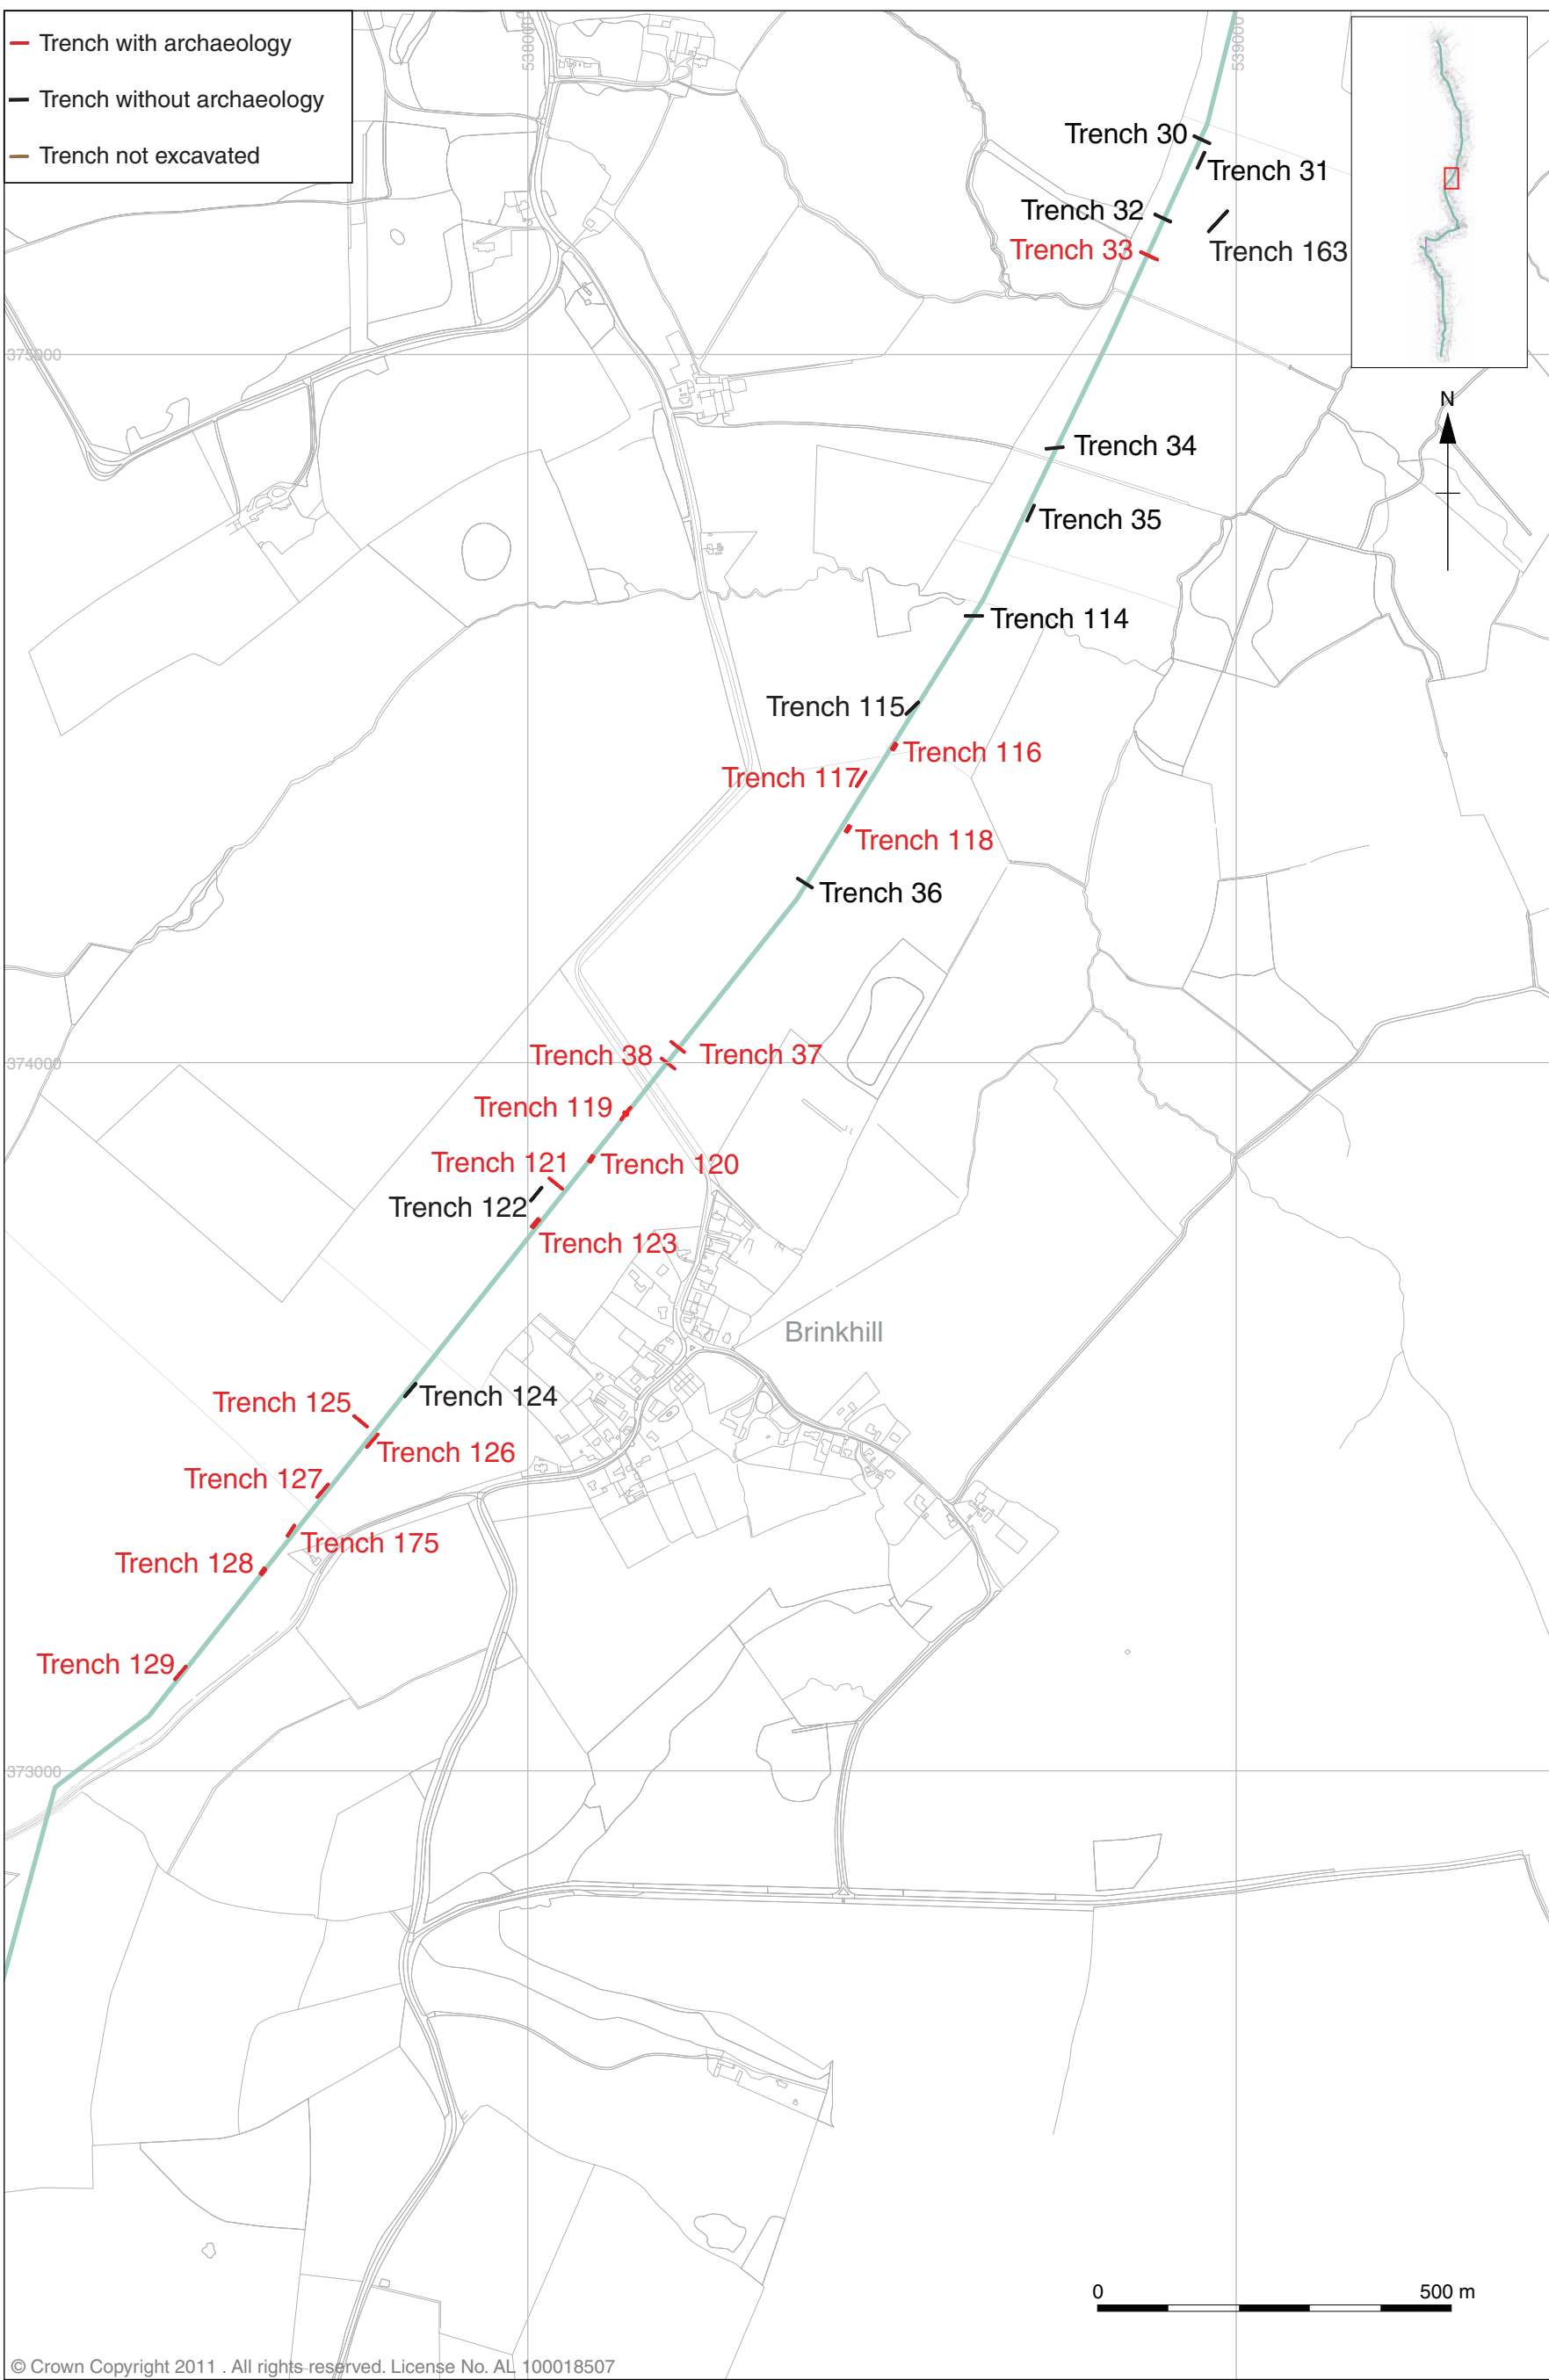 Trench with archaeology
Trench without archaeology
Trench not excavated
538000
539000
Trench 30
Trench 31
Trench 32
Trench 33
Trench 163
375000
N
Trench 34
Trench 35
Trench 114
Trench 115
Trench 116
Trench 117
Trench 118
Trench 36
374000
Trench 38
Trench 37
Trench 119
Trench 121
Trench 120
Trench 122
Trench 123
Brinkhill
Trench 125
Trench 124
Trench 126
Trench 127
Trench 175
Trench 128
Trench 129
373000
0 500 m
© Crown Copyright 2011 . All rights reserved. License No. AL 100018507